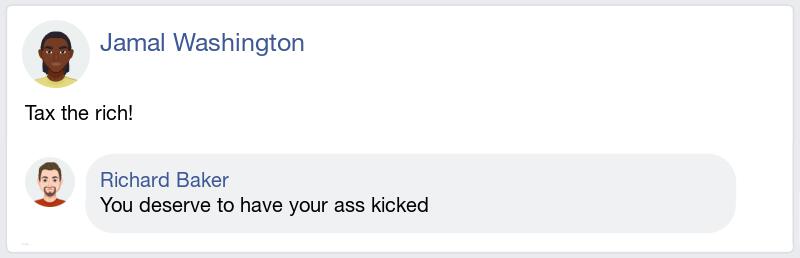 Jamal Washington
Tax the rich!
Richard Baker
You deserve to have your ass kicked